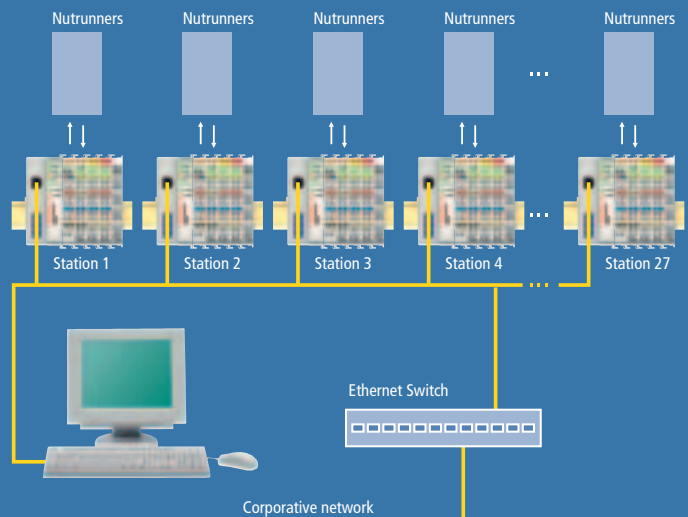 Nutrunners
Nutrunners
Nutrunners
Nutrunners
Nutrunners
...
Station 1
Station 2
Station 3
Station 4
...
Station 27
...
Ethernet Switch
Corporative network